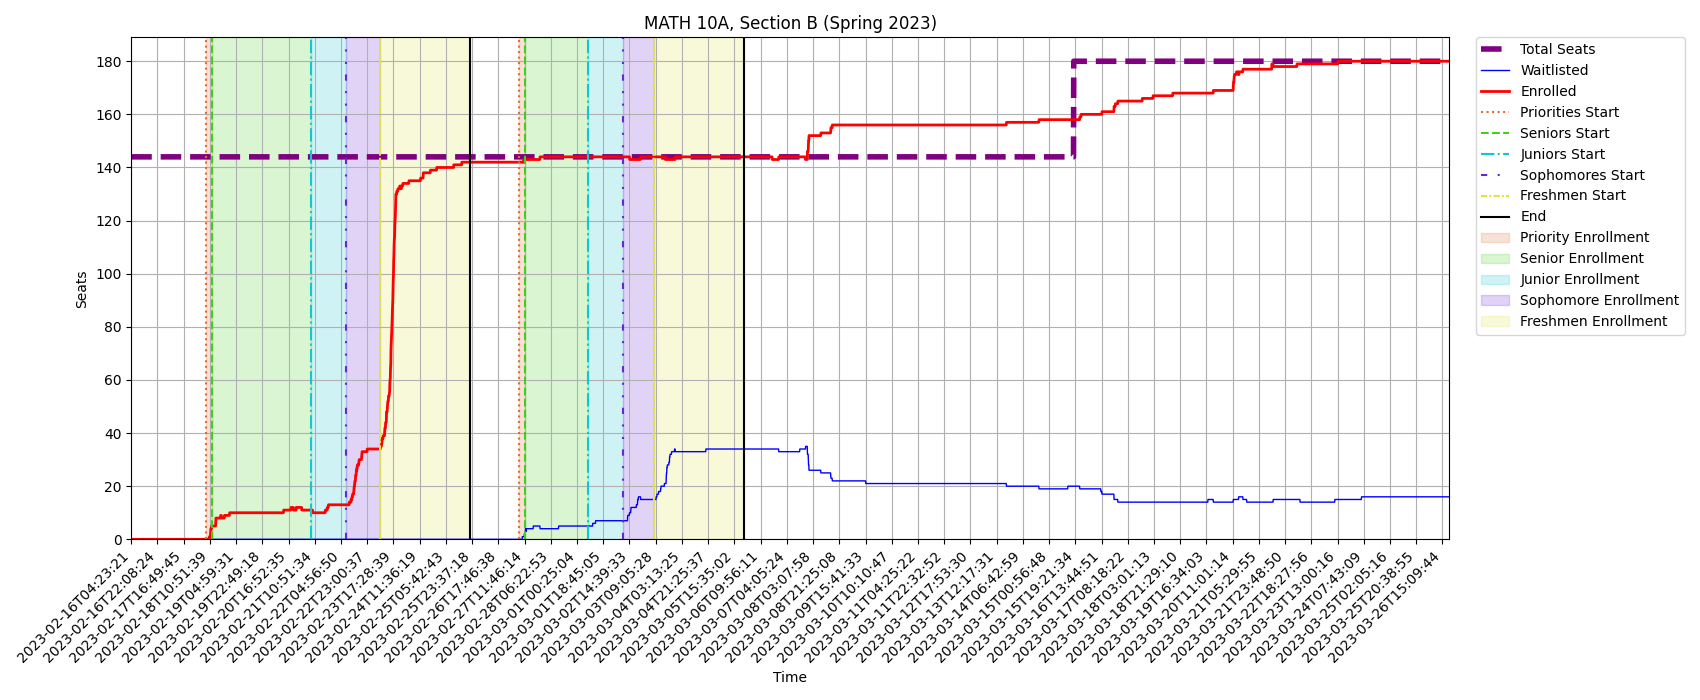 MATH 10A, Section B (Spring 2023)
Seats
180
160
140
120
100
80
60
40
20
0
2023-02-16T04:23:21
2023-02-16T22:08:24
2023-02-17T16:49:45
2023-02-18T10:51:39
2023-02-19T04:59:31
2023-02-19T22:49:18
2023-02-20T16:52:35
2023-02-21T10:51:34
2023-02-22T04:56:50
2023-02-22T23:00:37
2023-02-23T17:28:39
2023-02-24T11:36:19
2023-02-25T05:42:43
2023-02-25T23:37:18
2023-02-26T17:46:38
2023-02-27T11:46:14
2023-02-28T06:22:53
2023-03-01T00:25:04
2023-03-01T18:45:05
2023-03-02T14:39:33
2023-03-03T09:05:28
2023-03-04T03:13:25
2023-03-04T21:25:37
2023-03-05T15:35:02
2023-03-06T09:56:11
2023-03-07T04:05:24
2023-03-08T03:07:58
2023-03-08T21:25:08
2023-03-09T15:41:33
2023-03-10T10:10:47
2023-03-11T04:25:22
2023-03-11T22:32:52
2023-03-12T17:53:30
2023-03-13T12:17:31
2023-03-14T06:42:59
2023-03-15T00:56:48
2023-03-15T19:21:34
2023-03-16T13:44:51
2023-03-17T08:18:22
2023-03-18T03:01:13
2023-03-18T21:29:10
2023-03-19T16:34:03
2023-03-20T11:01:14
2023-03-21T05:29:55
2023-03-21T23:48:50
2023-03-22T18:27:56
2023-03-23T13:00:16
2023-03-24T07:43:09
2023-03-25T02:05:16
2023-03-25T20:38:55
2023-03-26T15:09:44
Time
Total Seats
Waitlisted
Enrolled
Priorities Start
Seniors Start
Juniors Start
Sophomores Start
Freshmen Start
End
Priority Enrollment
Senior Enrollment
Junior Enrollment
Sophomore Enrollment
Freshmen Enrollment